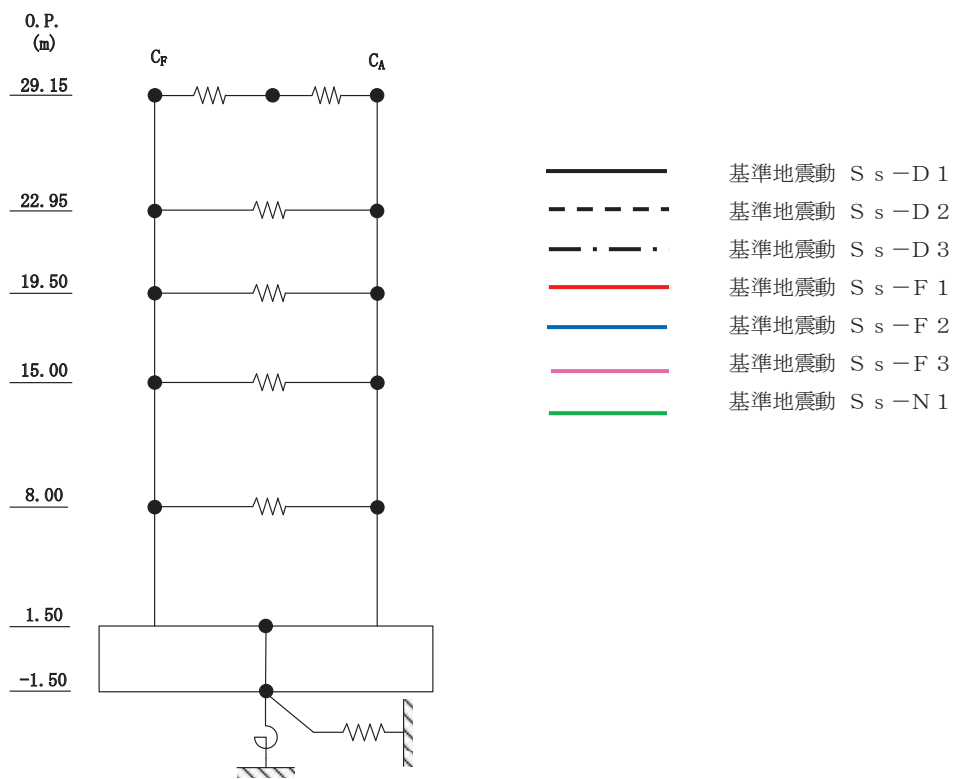 O.P.
(m)
C_F
C_A
29.15
22.95
19.50
15.00
8.00
1.50
-1.50
基準地震動 Ｓｓ－Ｄ１
基準地震動 Ｓｓ－Ｄ２
基準地震動 Ｓｓ－Ｄ３
基準地震動 Ｓｓ－Ｆ１
基準地震動 Ｓｓ－Ｆ２
基準地震動 Ｓｓ－Ｆ３
基準地震動 Ｓｓ－Ｎ１